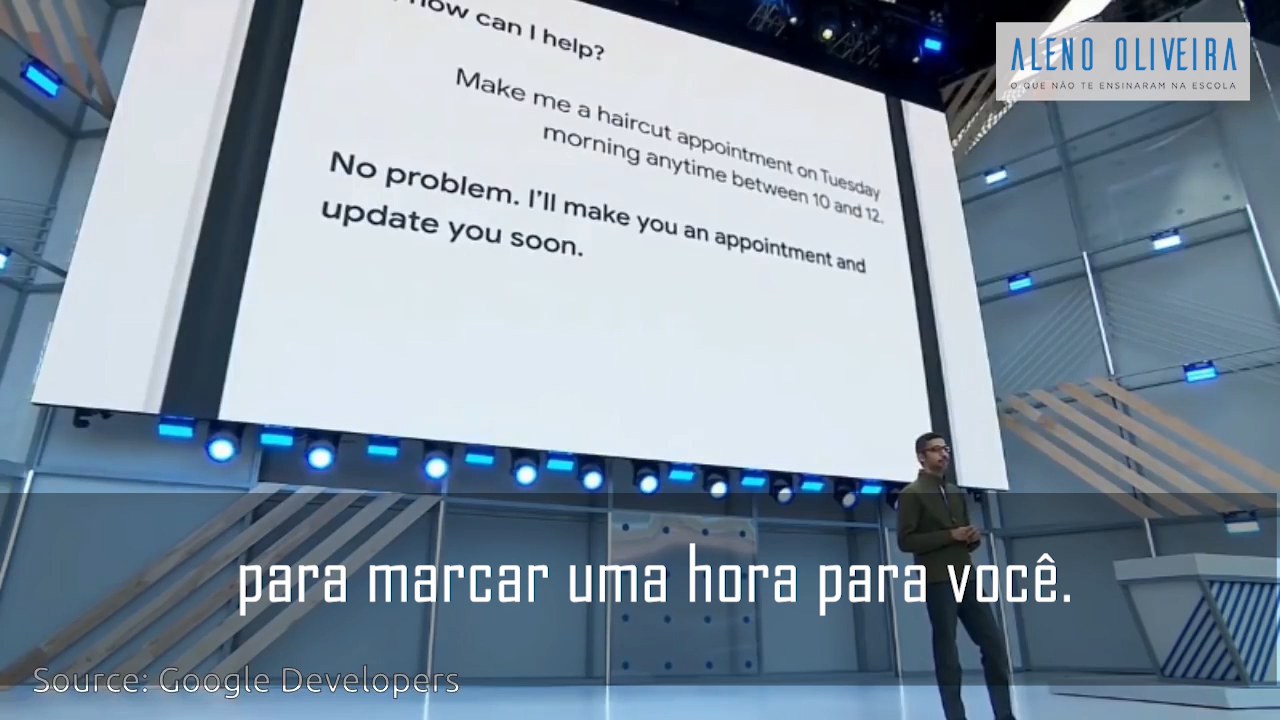 how can I help?
ALENO OLIVEIRA
O QUE NÃO TE ENSINARAM NA ESCOLA
Make me a haircut appointment on Tuesday
morning anytime between 10 and 12.
No problem. I'll make you an appointment and
update you soon.
para marcar uma hora para você.
Source: Google Developers